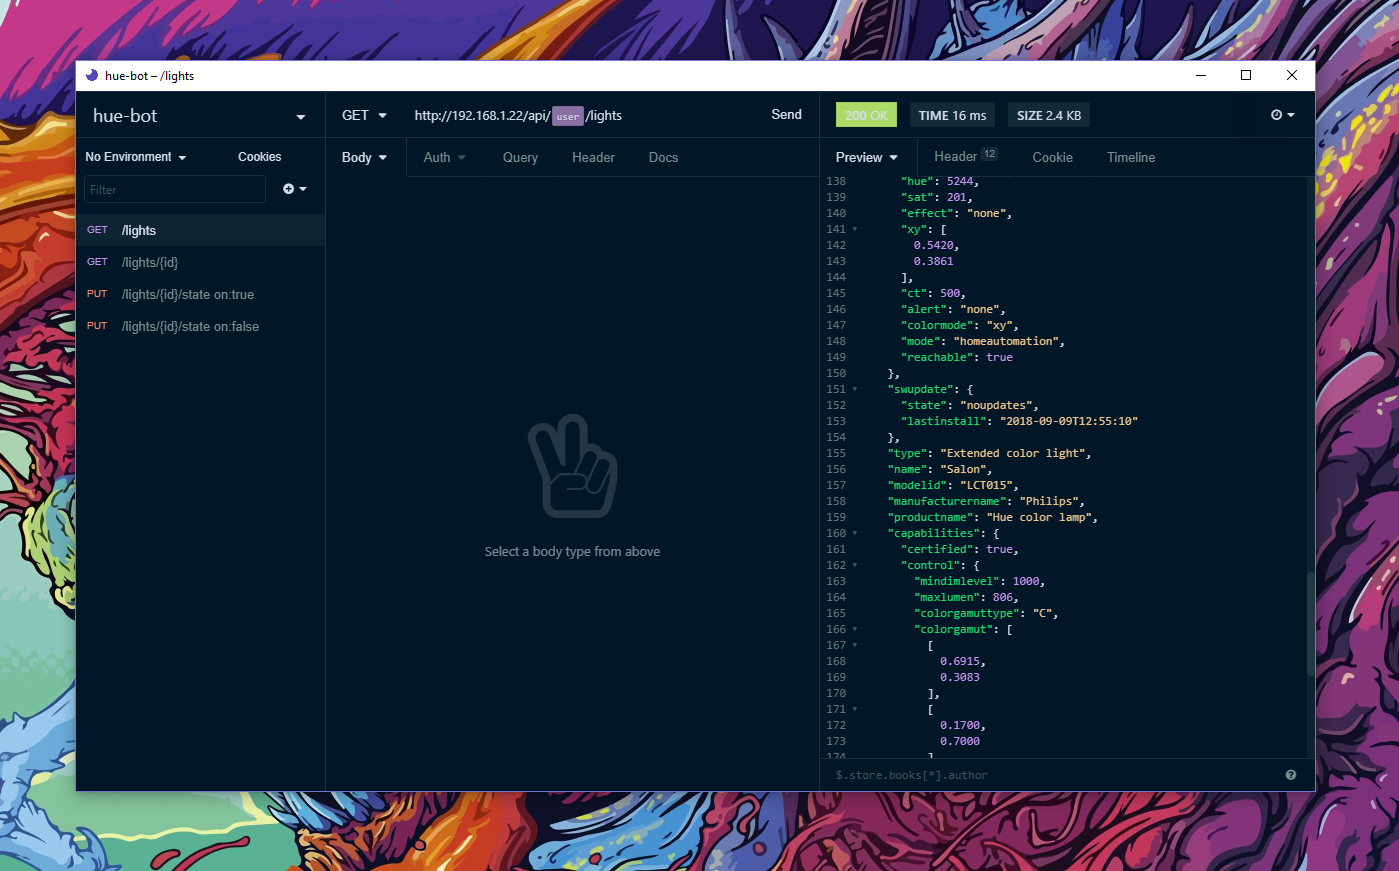 hue-bot – /lights
hue-bot
GET
http://192.168.1.22/api/ user /lights
Send
200 OK
TIME 16 ms
SIZE 2.4 KB
No Environment
Cookies
Body
Auth
Query
Header
Docs
Preview
Header 12
Cookie
Timeline
Filter
GET /lights
GET /lights/{id}
PUT /lights/{id}/state on:true
PUT /lights/{id}/state on:false
Select a body type from above
138 "hue": 5244,
139 "sat": 201,
140 "effect": "none",
141 "xy": [
142 0.5420,
143 0.3861
144 ],
145 "ct": 500,
146 "alert": "none",
147 "colormode": "xy",
148 "mode": "homeautomation",
149 "reachable": true
150 },
151 "swupdate": {
152 "state": "noupdates",
153 "lastinstall": "2018-09-09T12:55:10"
154 },
155 "type": "Extended color light",
156 "name": "Salon",
157 "modelid": "LCT015",
158 "manufacturername": "Philips",
159 "productname": "Hue color lamp",
160 "capabilities": {
161 "certified": true,
162 "control": {
163 "mindimlevel": 1000,
164 "maxlumen": 806,
165 "colorgamuttype": "C",
166 "colorgamut": [
167 [
168 0.6915,
169 0.3083
170 ],
171 [
172 0.1700,
173 0.7000
174 ]
$.store.books[*].author